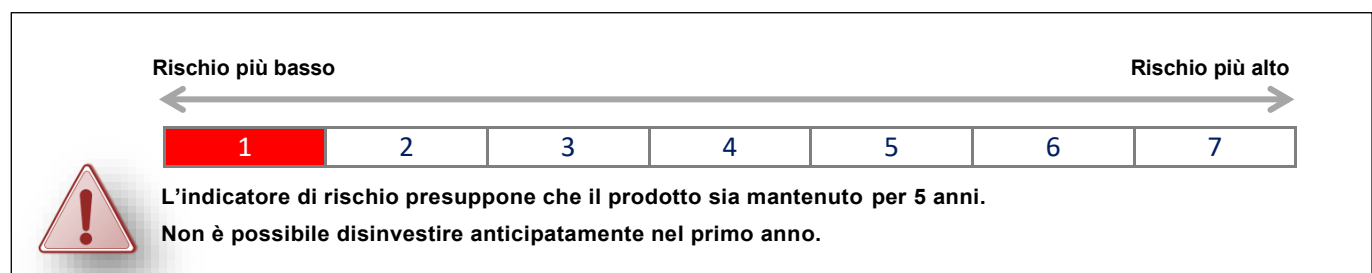 Rischio più basso Rischio più alto
1 2 3 4 5 6 7
L'indicatore di rischio presuppone che il prodotto sia mantenuto per 5 anni.
Non è possibile disinvestire anticipatamente nel primo anno.